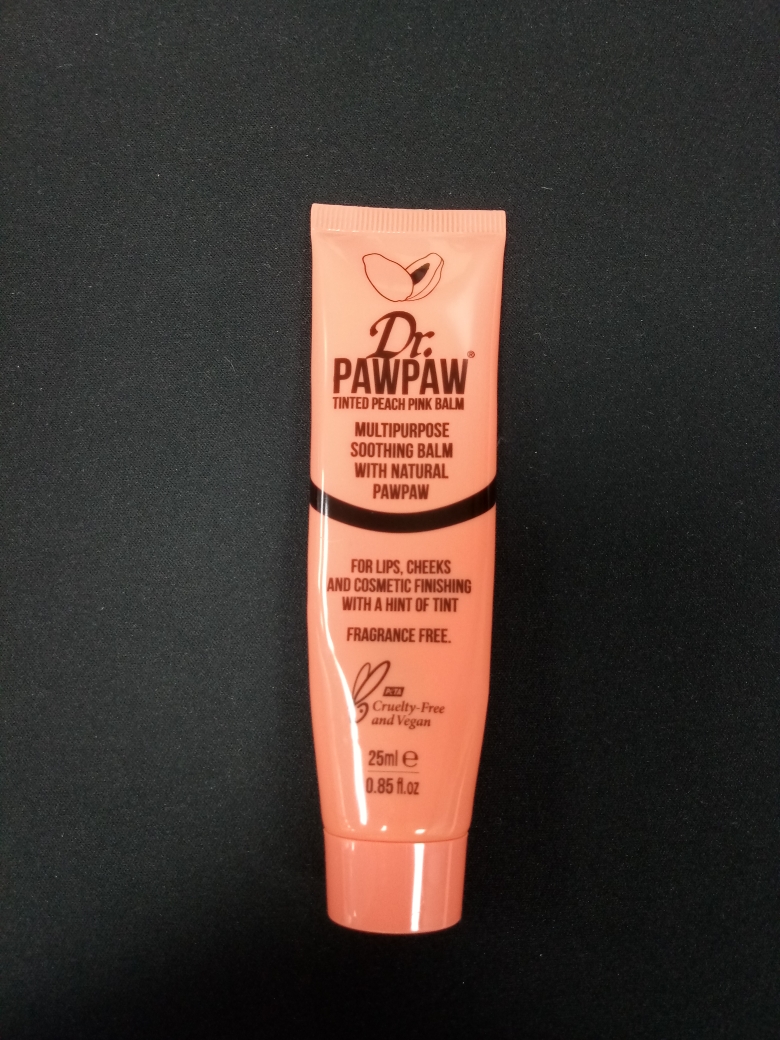 Dr.
PAWPAW®
TINTED PEACH PINK BALM
MULTIPURPOSE
SOOTHING BALM
WITH NATURAL
PAWPAW
FOR LIPS, CHEEKS
AND COSMETIC FINISHING
WITH A HINT OF TINT
FRAGRANCE FREE.
PETA
Cruelty-Free
and Vegan
25ml ℮
0.85 fl.oz